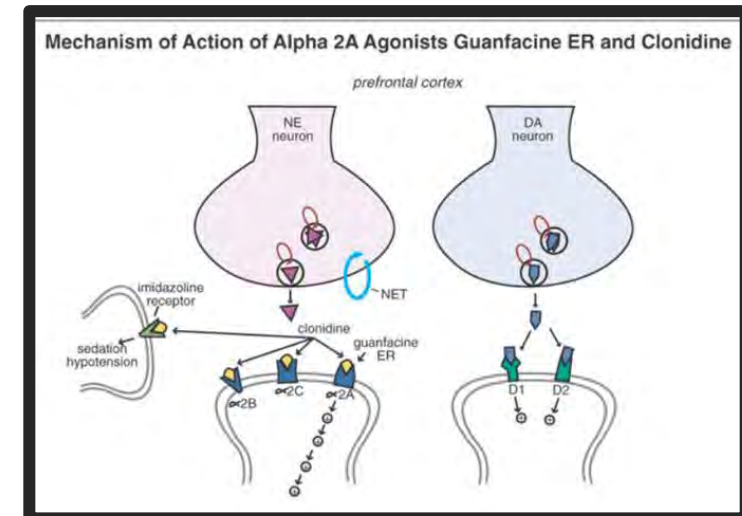 Mechanism of Action of Alpha 2A Agonists Guanfacine ER and Clonidine
prefrontal cortex
NE
neuron
DA
neuron
NET
imidazoline
receptor
sedation
hypotension
clonidine
guanfacine
ER
α2B
α2C
α2A
D1
D2